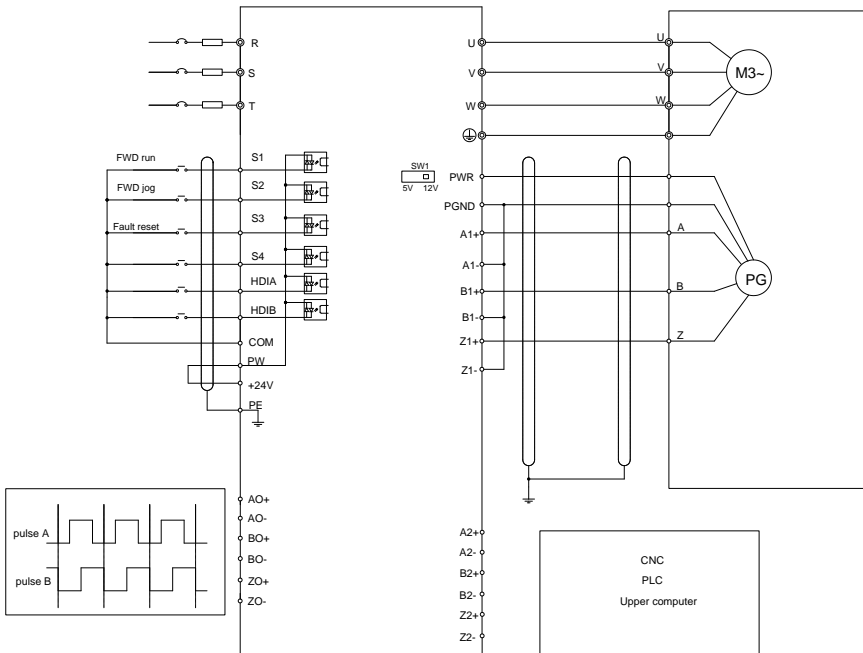 R
S
T
U
V
W
U
V
W
M3~
FWD run
FWD jog
Fault reset
S1
S2
S3
S4
HDIA
HDIB
COM
PW
+24V
PE
SW1
5V 12V
PWR
PGND
A1+
A1-
B1+
B1-
Z1+
Z1-
A
B
Z
PG
pulse A
pulse B
AO+
AO-
BO+
BO-
ZO+
ZO-
A2+
A2-
B2+
B2-
Z2+
Z2-
CNC
PLC
Upper computer